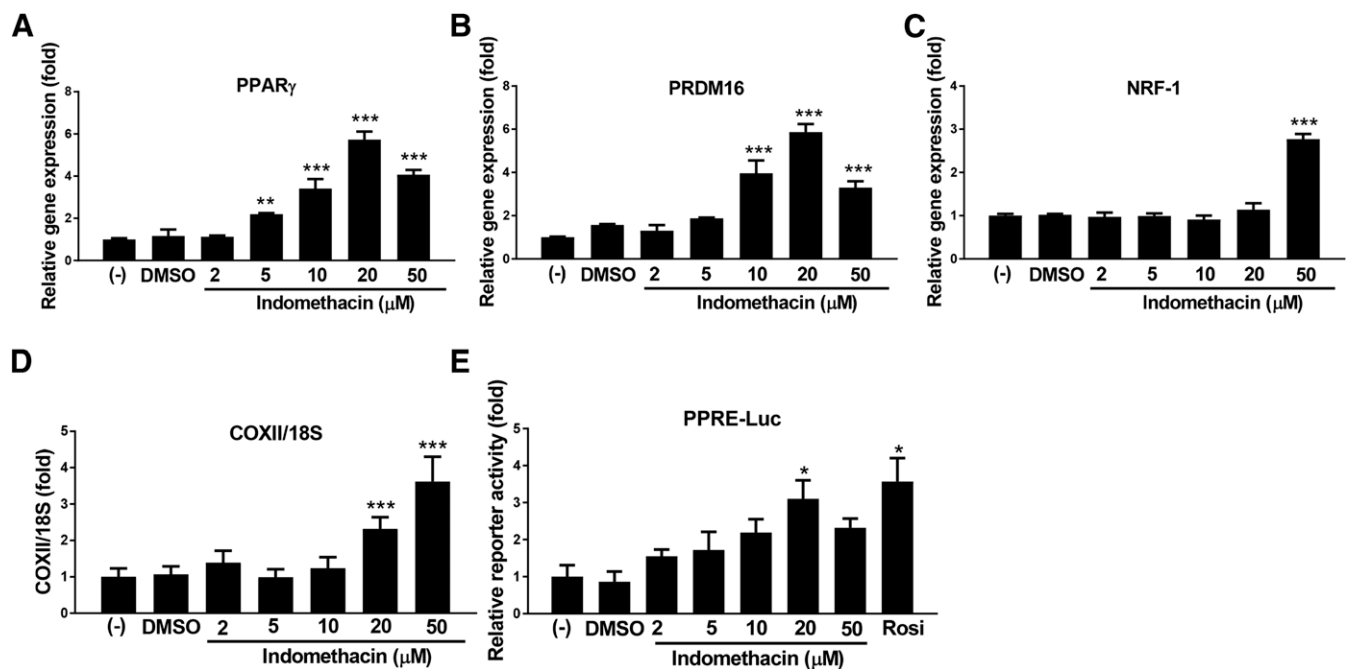 A
PPARγ
Relative gene expression (fold)
8
6
4
2
0
**
***
***
***
(-) DMSO 2 5 10 20 50
Indomethacin (μM)
B
PRDM16
Relative gene expression (fold)
8
6
4
2
0
***
***
***
(-) DMSO 2 5 10 20 50
Indomethacin (μM)
C
NRF-1
Relative gene expression (fold)
4
3
2
1
0
***
(-) DMSO 2 5 10 20 50
Indomethacin (μM)
D
COXII/18S
COXII/18S (fold)
5
4
3
2
1
0
***
***
(-) DMSO 2 5 10 20 50
Indomethacin (μM)
E
PPRE-Luc
Relative reporter activity (fold)
5
4
3
2
1
0
*
*
(-) DMSO 2 5 10 20 50 Rosi
Indomethacin (μM)